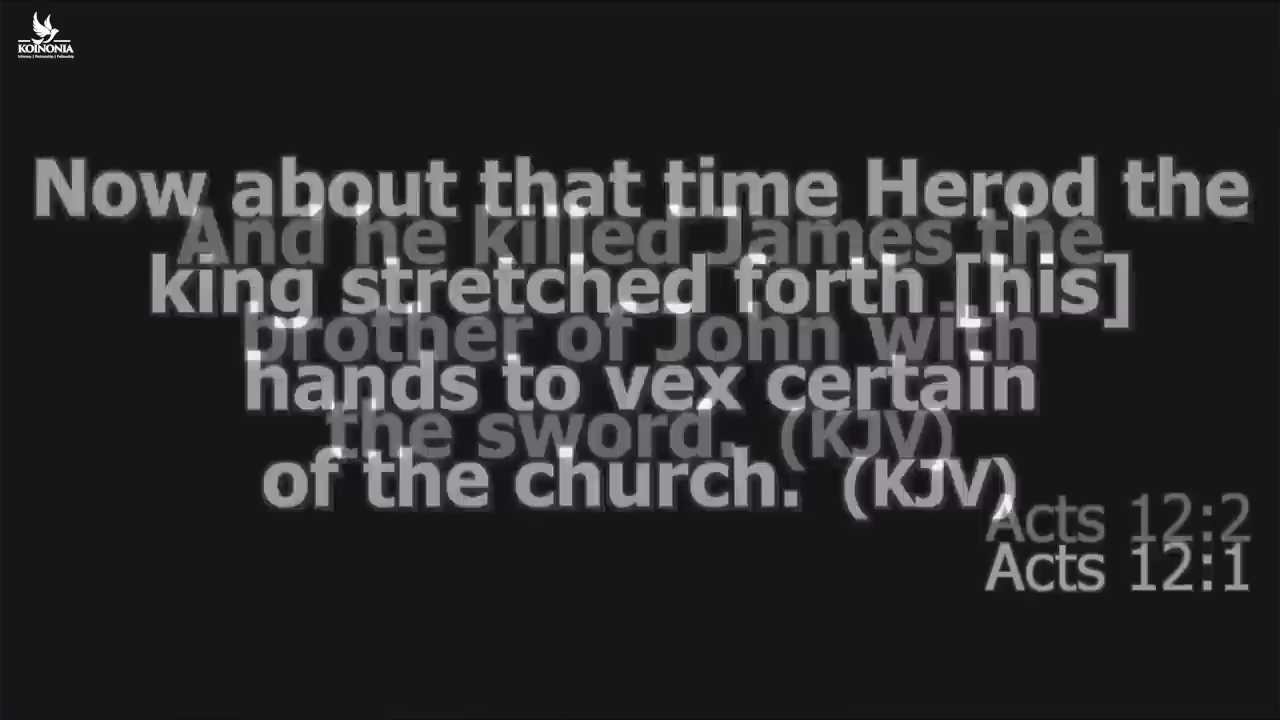 KOINONIA
Now about that time Herod the
king stretched forth [his]
hands to vex certain
of the church. (KJV)
Acts 12:1
And he killed James the
brother of John with
the sword. (KJV)
Acts 12:2